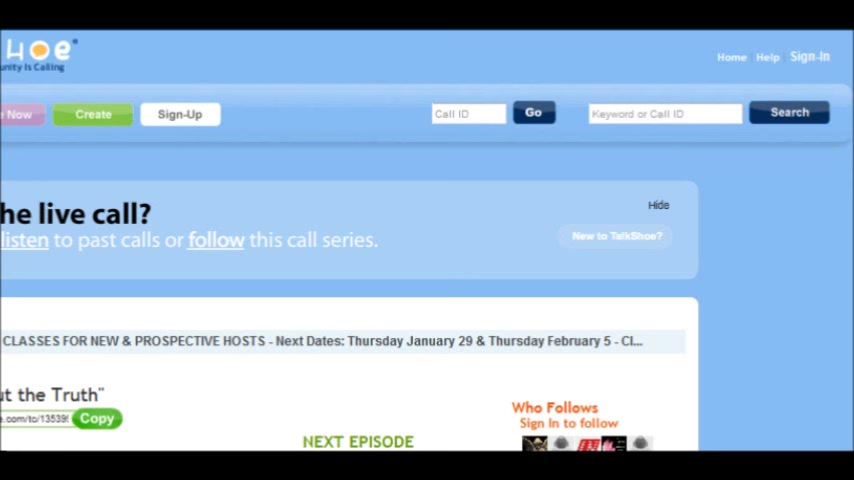 HOE
unity Is Calling
Home Help Sign-In
Now Create Sign-Up Call ID Go Keyword or Call ID Search
he live call?
Hide
listen to past calls or follow this call series.
New to TalkShoe?
CLASSES FOR NEW & PROSPECTIVE HOSTS - Next Dates: Thursday January 29 & Thursday February 5 - Cl...
ut the Truth"
Who Follows
Copy
Sign In to follow
NEXT EPISODE